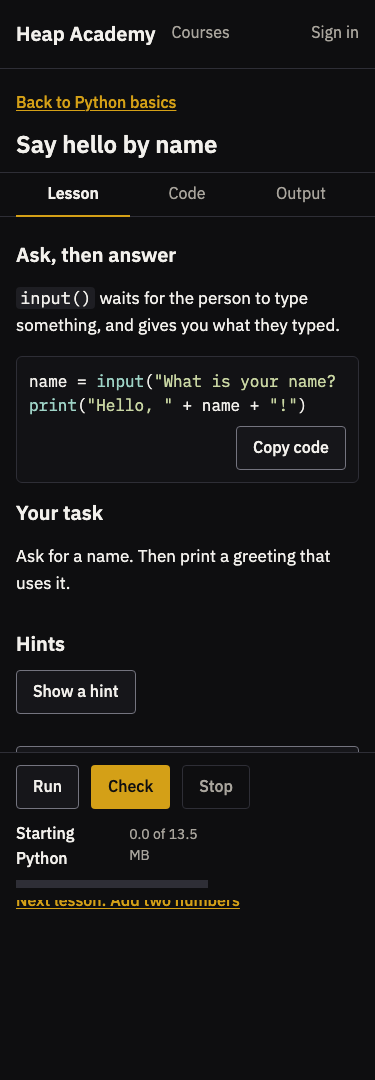 Heap Academy Courses Sign in
Back to Python basics
Say hello by name
Lesson Code Output
Ask, then answer
input() waits for the person to type
something, and gives you what they typed.
name = input("What is your name?
print("Hello, " + name + "!")
Copy code
Your task
Ask for a name. Then print a greeting that
uses it.
Hints
Show a hint
Run Check Stop
Starting
Python
0.0 of 13.5
MB
Next lesson: Add two numbers